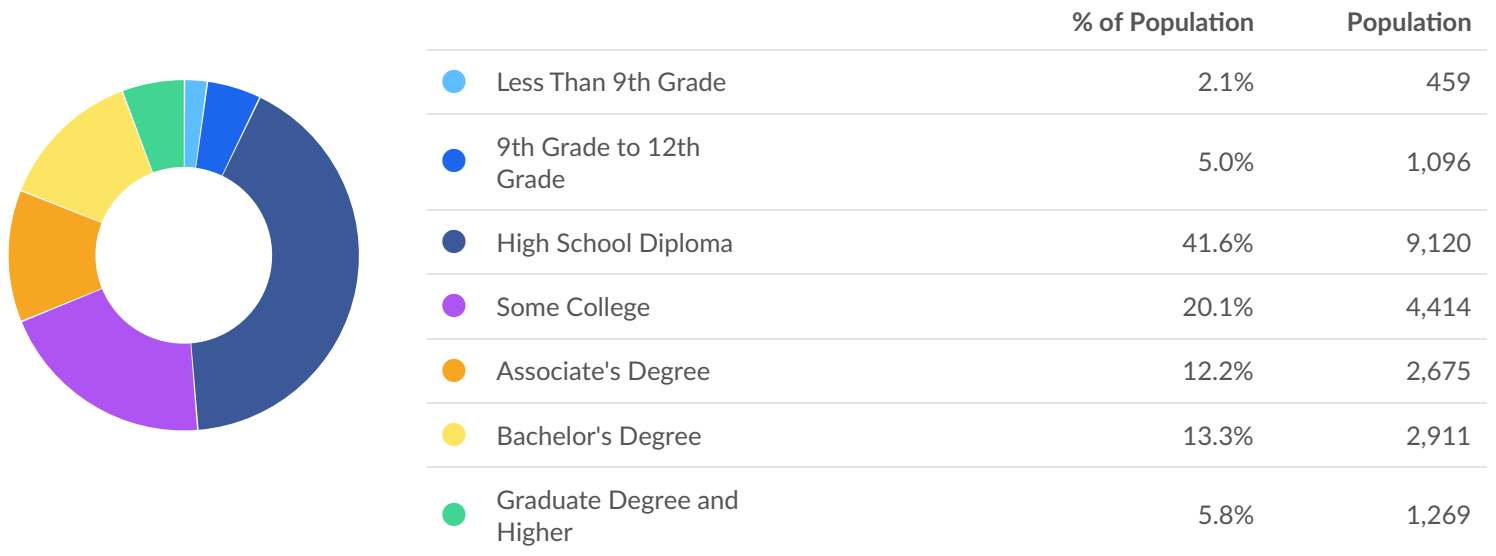 % of Population Population
Less Than 9th Grade 2.1% 459
9th Grade to 12th
Grade 5.0% 1,096
High School Diploma 41.6% 9,120
Some College 20.1% 4,414
Associate's Degree 12.2% 2,675
Bachelor's Degree 13.3% 2,911
Graduate Degree and
Higher 5.8% 1,269